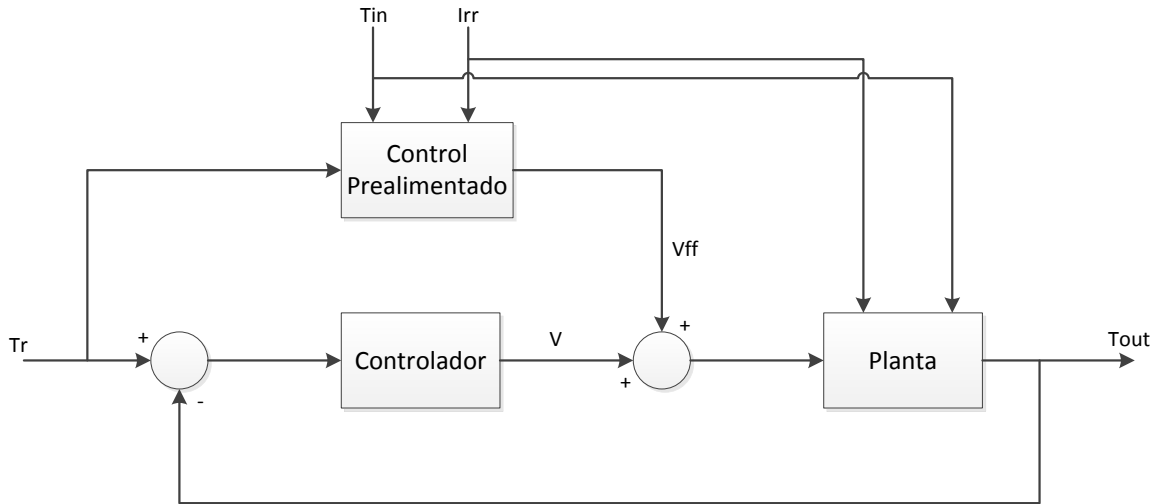 Tin
Irr
Control
Prealimentado
Vff
Tr
+
-
Controlador
V
+
+
Planta
Tout